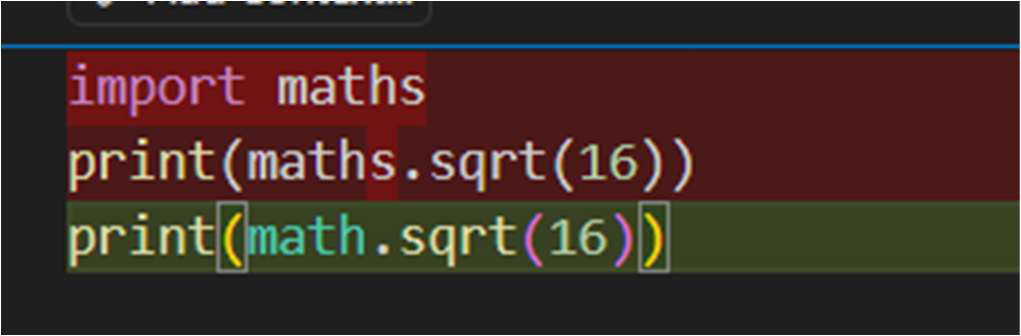 import maths
print(maths.sqrt(16))
print(math.sqrt(16))